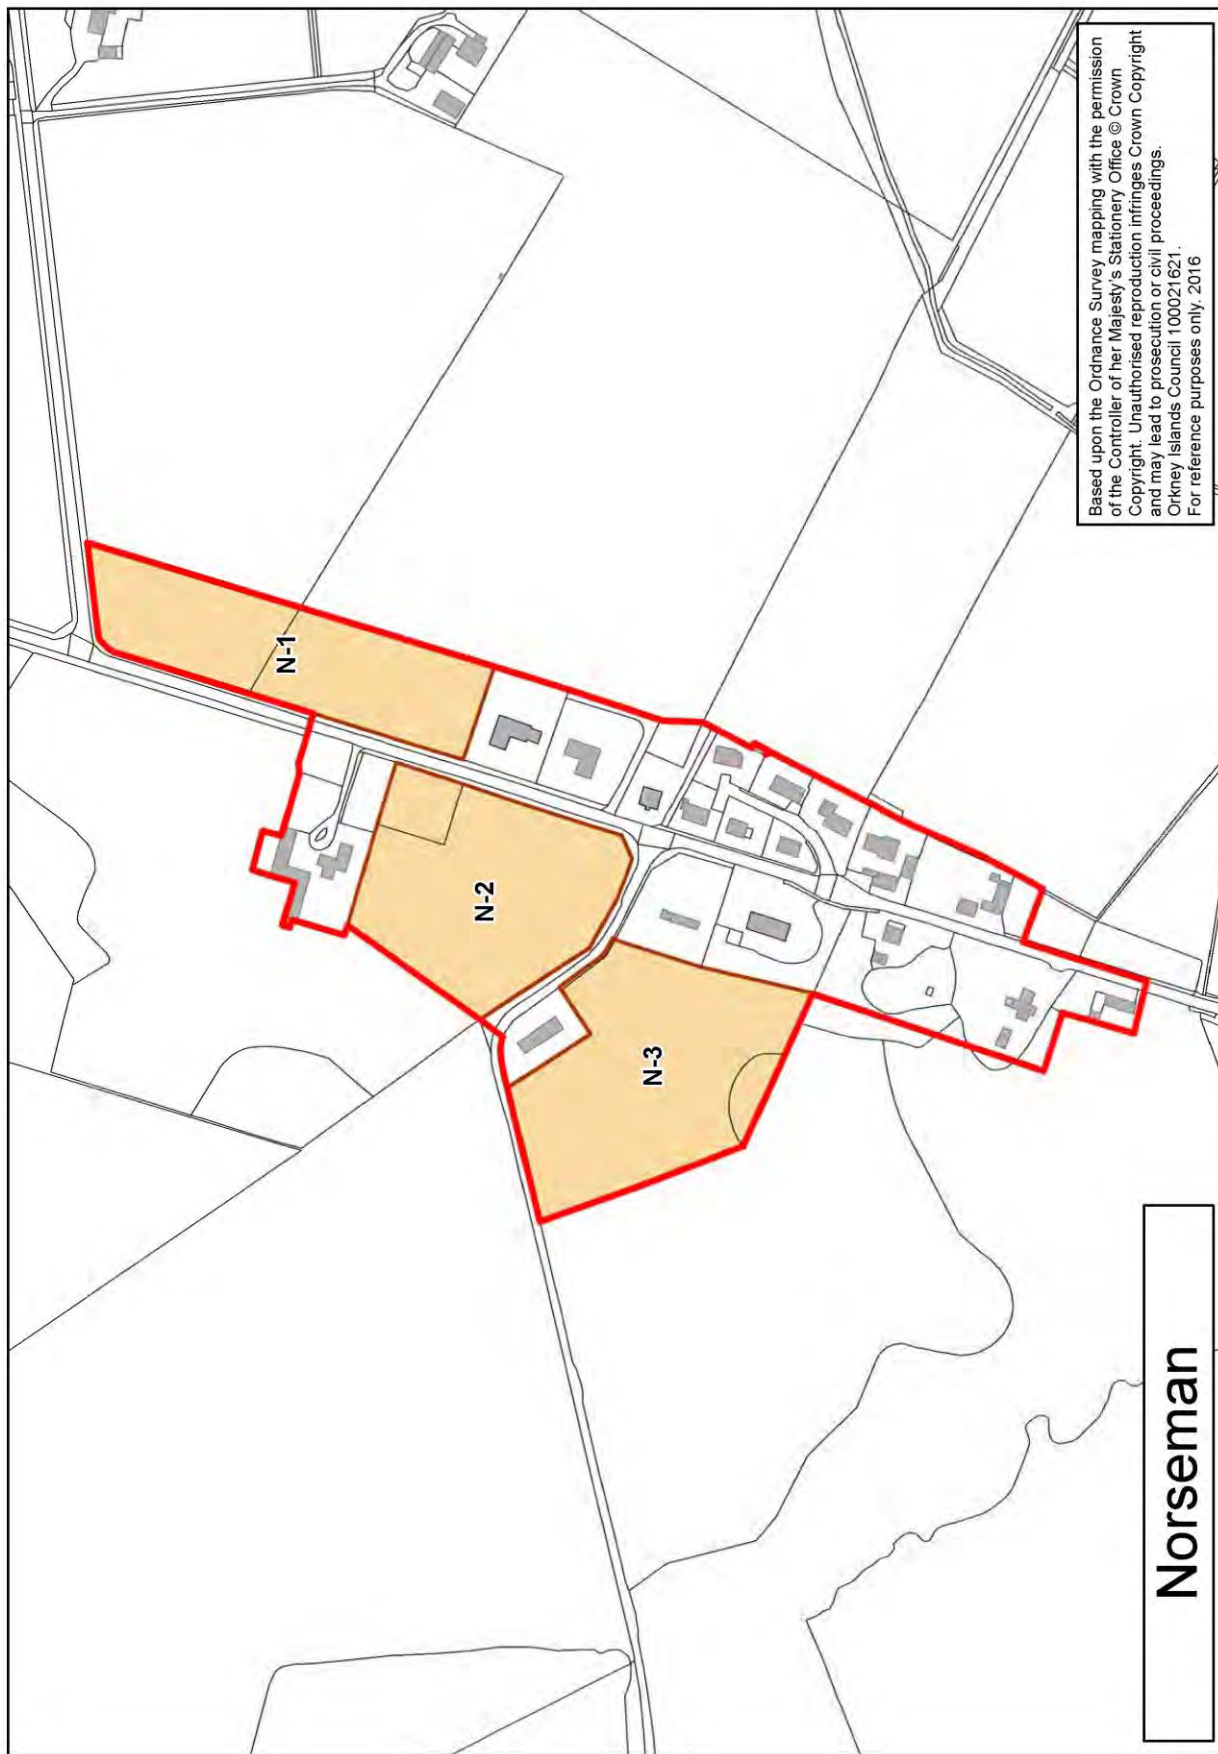 Norseman
N-1
N-2
N-3
Based upon the Ordnance Survey mapping with the permission
of the Controller of her Majesty's Stationery Office © Crown
Copyright. Unauthorised reproduction infringes Crown Copyright
and may lead to prosecution or civil proceedings.
Orkney Islands Council 100021621.
For reference purposes only, 2016